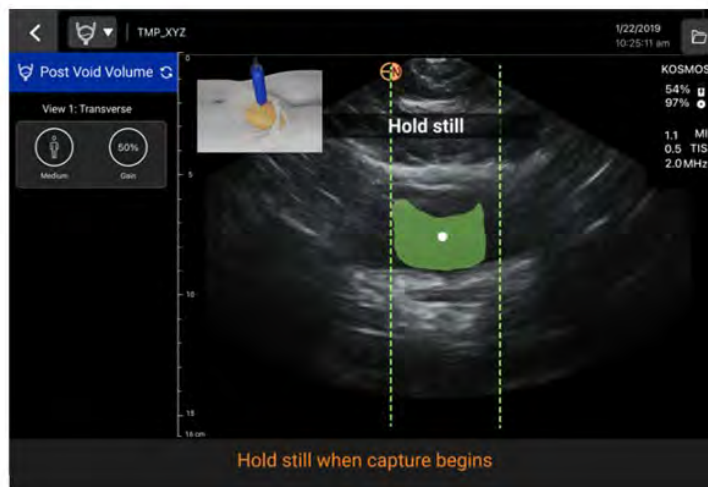 TMP_XYZ
1/22/2019
10:25:11 am
Post Void Volume
View 1: Transverse
Medium
50%
Gain
0
5
10
15
16 cm
N
Hold still
KOSMOS
54%
97%
1.1 MI
0.5 TIS
2.0 MHz
Hold still when capture begins